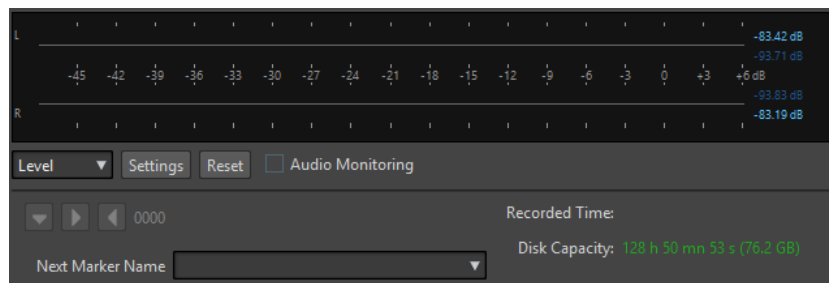 L
-83.42 dB
-93.71 dB
-45 -42 -39 -36 -33 -30 -27 -24 -21 -18 -15 -12 -9 -6 -3 0 +3 +6 dB
-93.83 dB
R
-83.19 dB
Level Settings Reset Audio Monitoring
0000
Recorded Time:
Disk Capacity: 128 h 50 mn 53 s (76.2 GB)
Next Marker Name